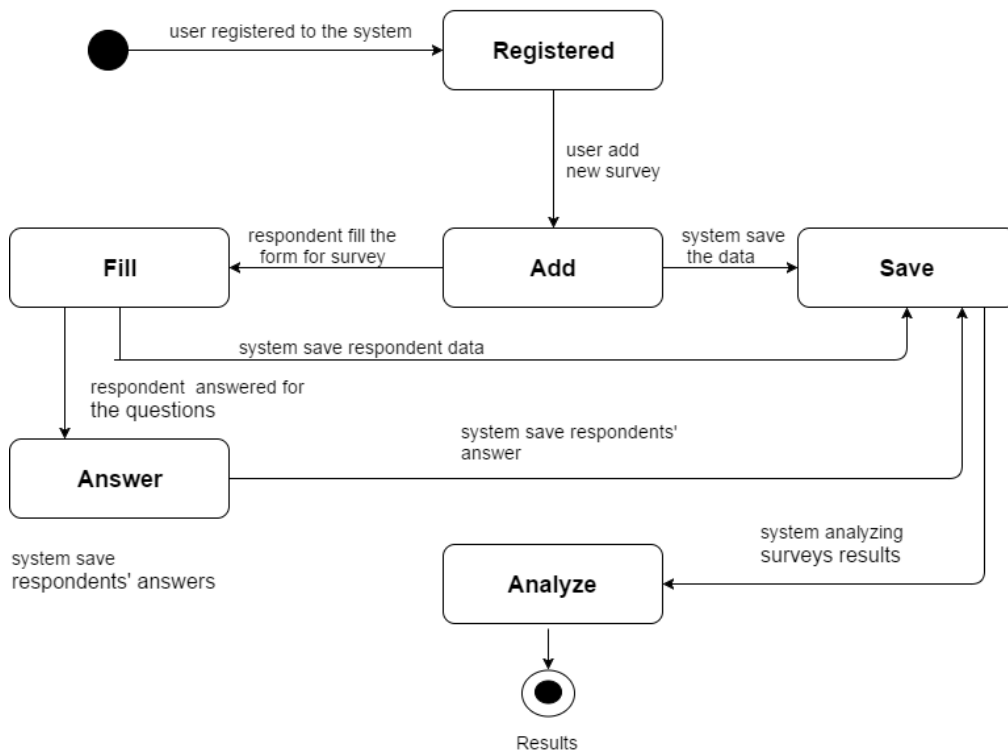 user registered to the system
Registered
user add
new survey
respondent fill the
form for survey
system save
the data
Fill
Add
Save
system save respondent data
respondent  answered for
the questions
system save respondents'
answer
Answer
system analyzing
surveys results
system save
respondents' answers
Analyze
Results